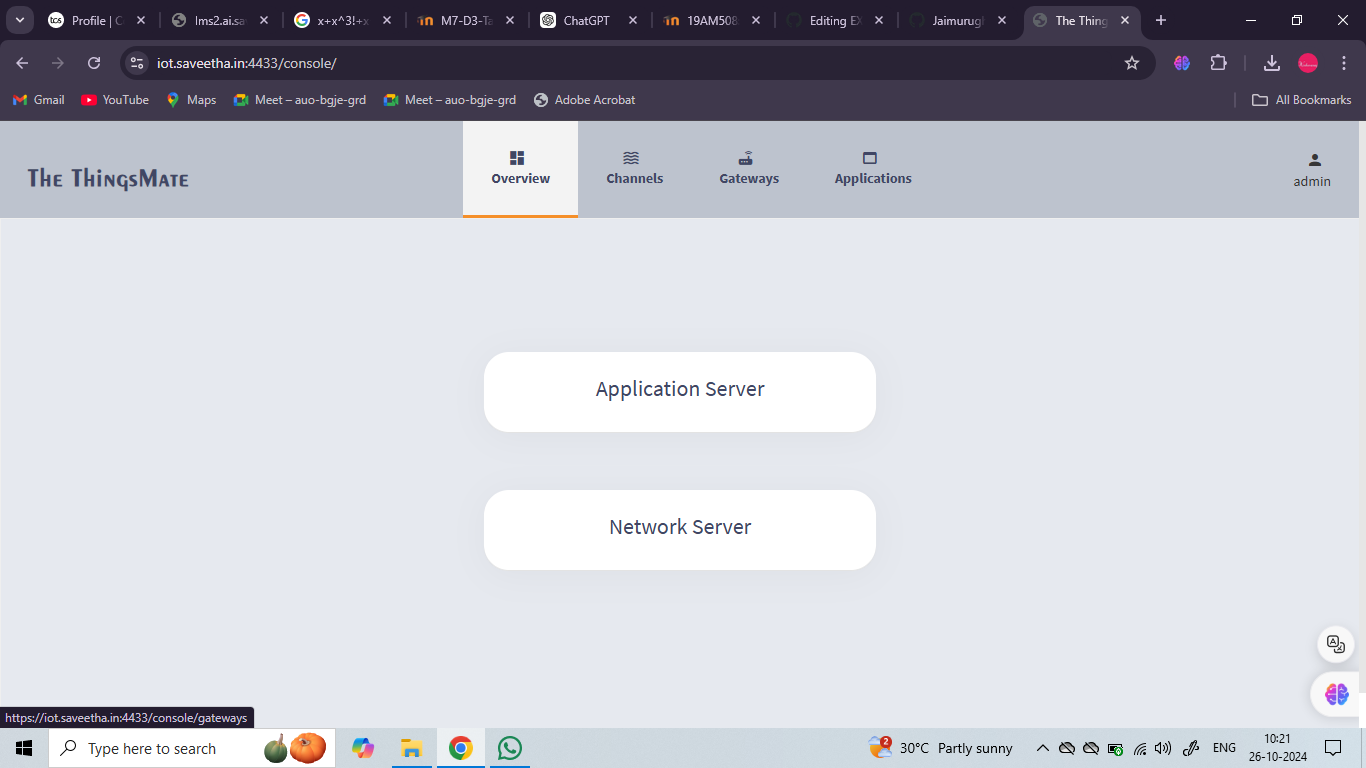 Profile | C
lms2.ai.sa
x+x^3!+x
M7-D3-Ta
ChatGPT
19AM508
Editing EX
Jaimurugh
The Thing
iot.saveetha.in:4433/console/
Gmail
YouTube
Maps
Meet – auo-bgje-grd
Meet – auo-bgje-grd
Adobe Acrobat
All Bookmarks
The ThingsMate
Overview
Channels
Gateways
Applications
admin
Application Server
Network Server
https://iot.saveetha.in:4433/console/gateways
Type here to search
2
30°C Partly sunny
ENG
10:21
26-10-2024